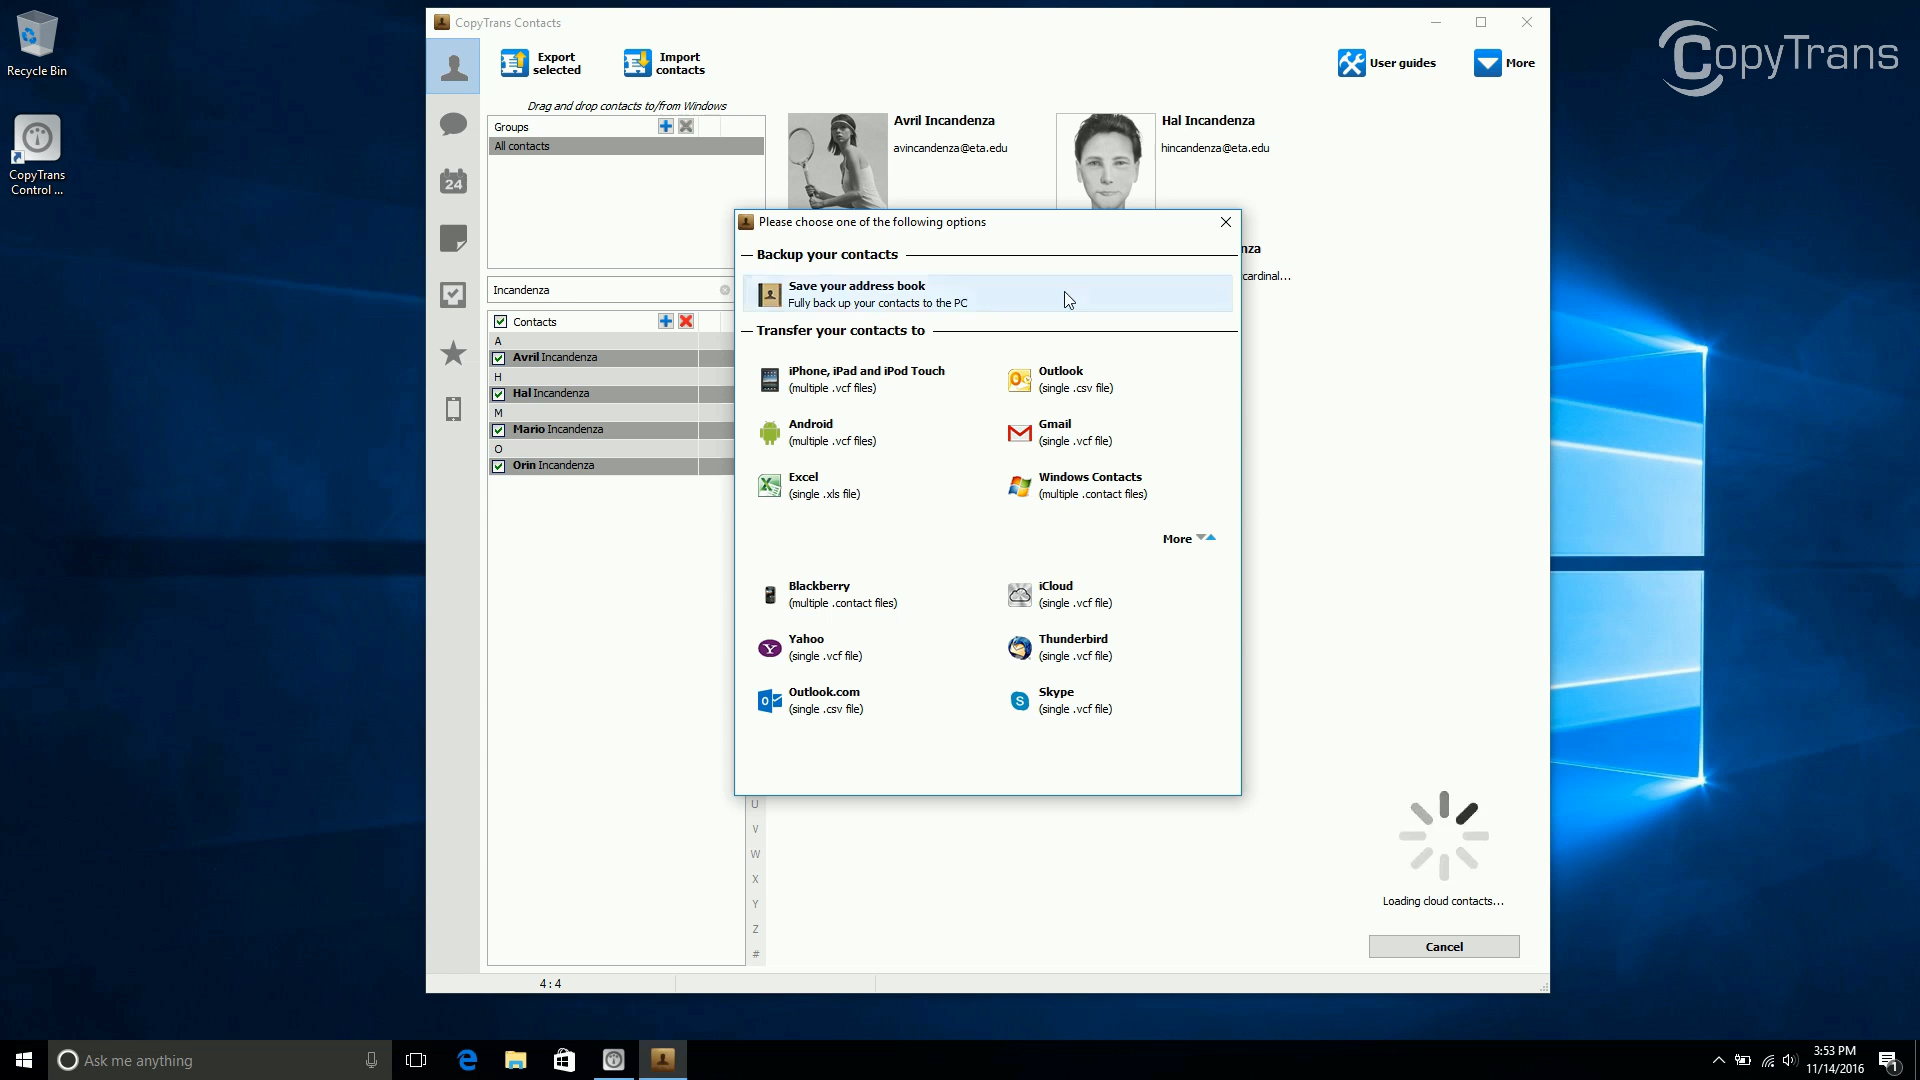 Recycle Bin
CopyTrans
Control ...
CopyTrans
CopyTrans Contacts
Export
selected
Import
contacts
User guides
More
24
Drag and drop contacts to/from Windows
Groups
All contacts
Incandenza
Contacts
A
Avril Incandenza
H
Hal Incandenza
M
Mario Incandenza
O
Orin Incandenza
Avril Incandenza
avincandenza@eta.edu
Hal Incandenza
hincandenza@eta.edu
nza
cardinal...
Please choose one of the following options
Backup your contacts
Save your address book
Fully back up your contacts to the PC
Transfer your contacts to
iPhone, iPad and iPod Touch
(multiple .vcf files)
Outlook
(single .csv file)
Android
(multiple .vcf files)
Gmail
(single .vcf file)
Excel
(single .xls file)
Windows Contacts
(multiple .contact files)
More
Blackberry
(multiple .contact files)
iCloud
(single .vcf file)
Yahoo
(single .vcf file)
Thunderbird
(single .vcf file)
Outlook.com
(single .csv file)
Skype
(single .vcf file)
U
V
W
X
Y
Z
#
Loading cloud contacts...
Cancel
4 : 4
Ask me anything
3:53 PM
11/14/2016
1